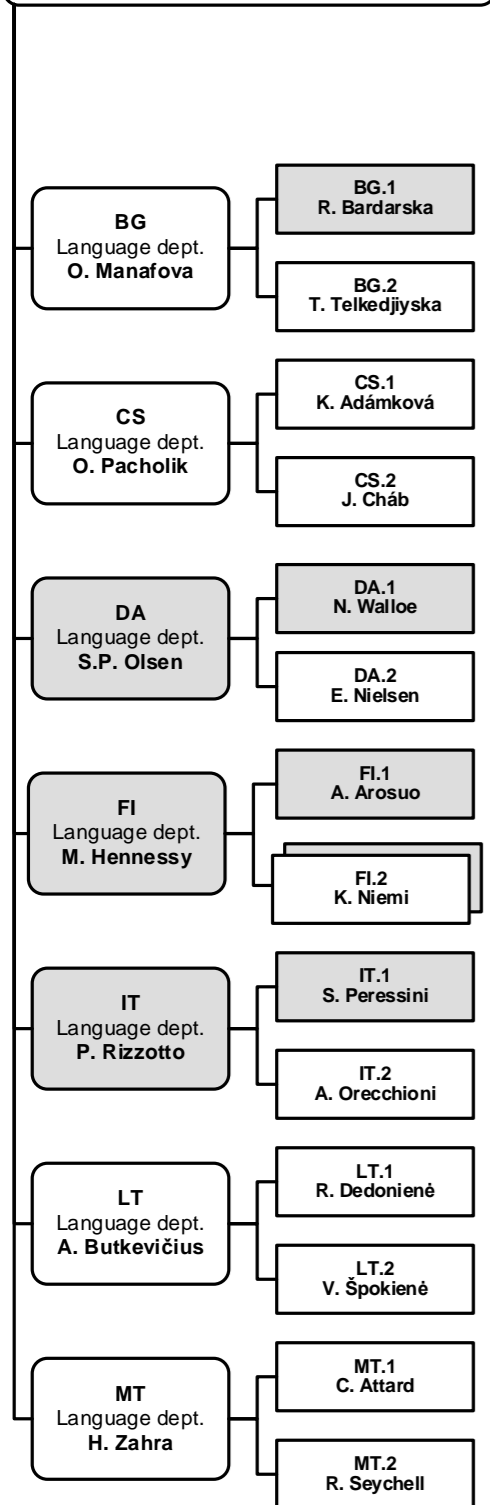 BG
Language dept.
O. Manafova
BG.1
R. Bardarska
BG.2
T. Telkedjiyska
CS
Language dept.
O. Pacholik
CS.1
K. Adámková
CS.2
J. Cháb
DA
Language dept.
S.P. Olsen
DA.1
N. Walloe
DA.2
E. Nielsen
FI
Language dept.
M. Hennessy
FI.1
A. Arosuo
FI.2
K. Niemi
IT
Language dept.
P. Rizzotto
IT.1
S. Peressini
IT.2
A. Orecchioni
LT
Language dept.
A. Butkevičius
LT.1
R. Dedonienė
LT.2
V. Špokienė
MT
Language dept.
H. Zahra
MT.1
C. Attard
MT.2
R. Seychell